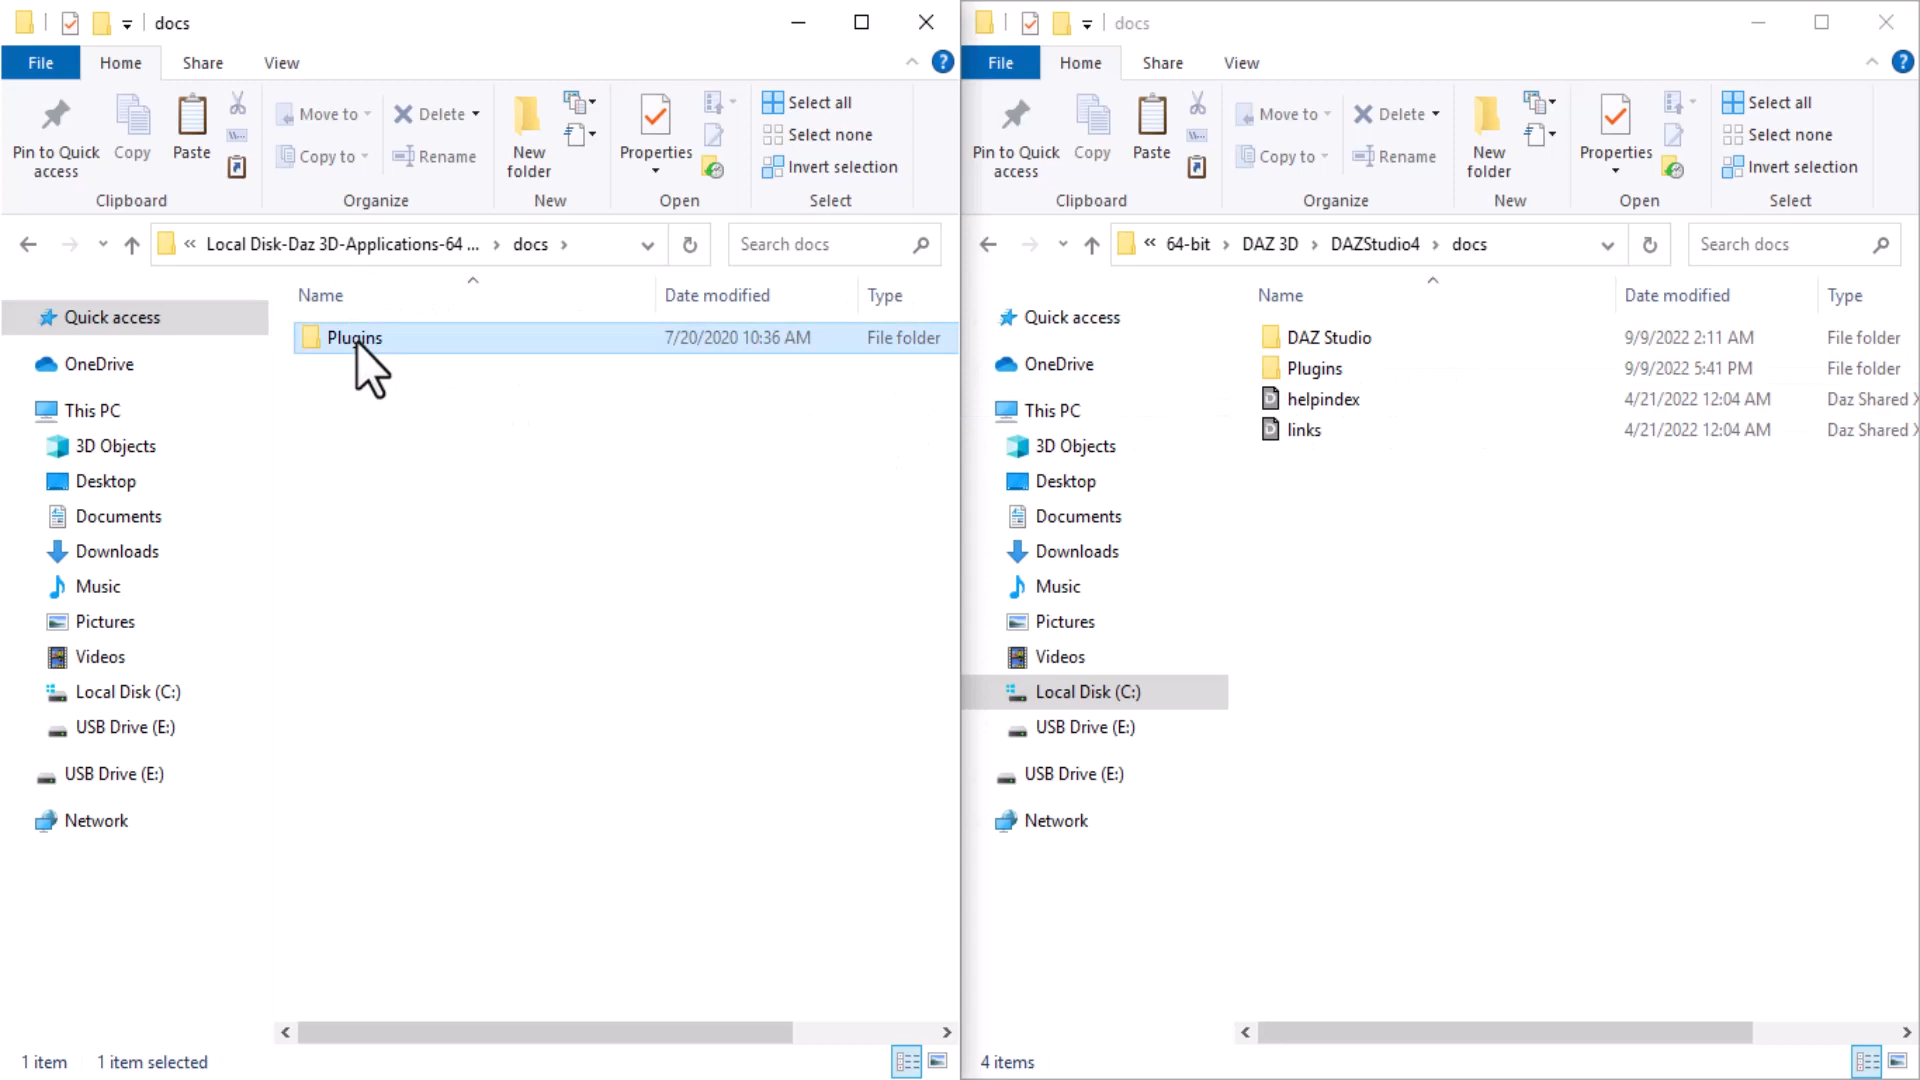 docs
File Home Share View
Pin to Quick access
Copy
Paste
Clipboard
Move to
Copy to
Delete
Rename
Organize
New folder
New
Properties
Open
Select all
Select none
Invert selection
Select
« Local Disk-Daz 3D-Applications-64 ... › docs ›
Search docs
Name Date modified Type
Plugins 7/20/2020 10:36 AM File folder
Quick access
OneDrive
This PC
3D Objects
Desktop
Documents
Downloads
Music
Pictures
Videos
Local Disk (C:)
USB Drive (E:)
USB Drive (E:)
Network
1 item 1 item selected
docs
File Home Share View
Pin to Quick access
Copy
Paste
Clipboard
Move to
Copy to
Delete
Rename
Organize
New folder
New
Properties
Open
Select all
Select none
Invert selection
Select
« 64-bit › DAZ 3D › DAZStudio4 › docs
Search docs
Name Date modified Type
DAZ Studio 9/9/2022 2:11 AM File folder
Plugins 9/9/2022 5:41 PM File folder
helpindex 4/21/2022 12:04 AM Daz Shared X
links 4/21/2022 12:04 AM Daz Shared X
Quick access
OneDrive
This PC
3D Objects
Desktop
Documents
Downloads
Music
Pictures
Videos
Local Disk (C:)
USB Drive (E:)
USB Drive (E:)
Network
4 items